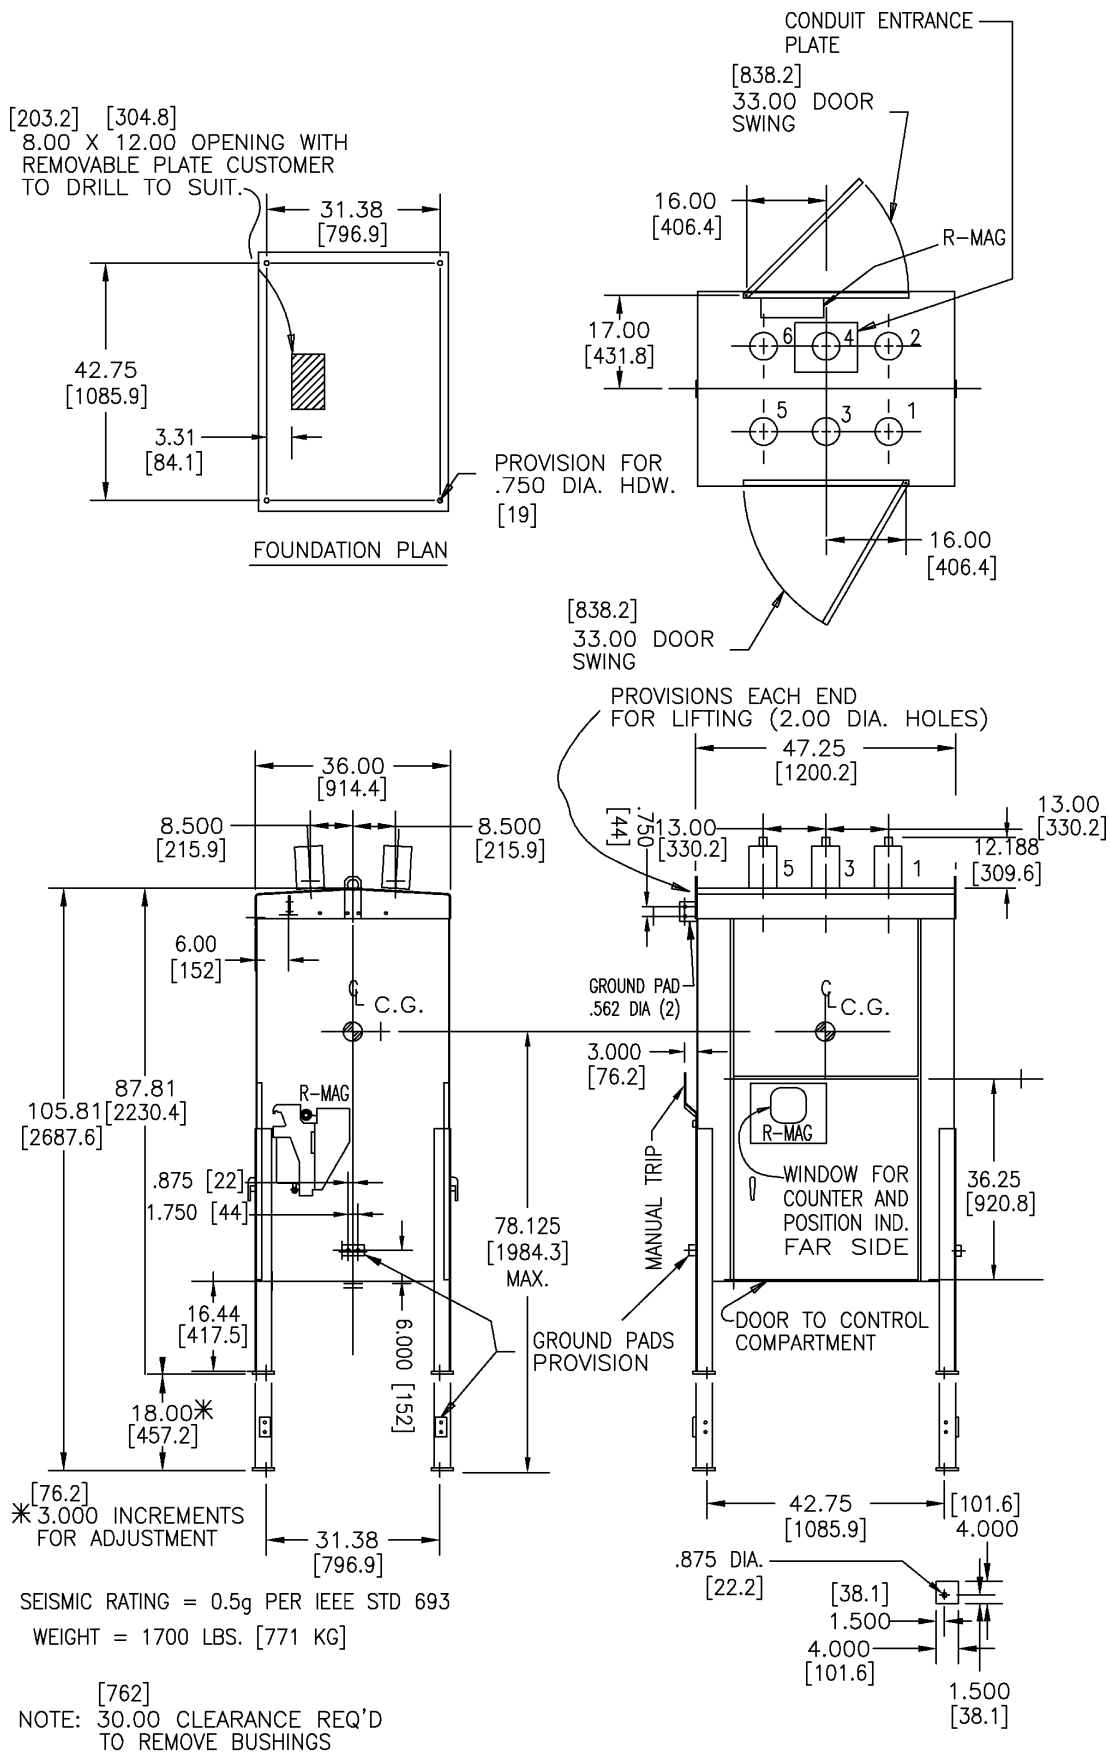 CONDUIT ENTRANCE
PLATE
[838.2]
33.00 DOOR
SWING
[203.2] [304.8]
8.00 X 12.00 OPENING WITH
REMOVABLE PLATE CUSTOMER
TO DRILL TO SUIT.
31.38
[796.9]
42.75
[1085.9]
3.31
[84.1]
PROVISION FOR
.750 DIA. HDW.
[19]
FOUNDATION PLAN
16.00
[406.4]
R-MAG
17.00
[431.8]
6 4 2
5 3 1
16.00
[406.4]
[838.2]
33.00 DOOR
SWING
PROVISIONS EACH END
FOR LIFTING (2.00 DIA. HOLES)
36.00
[914.4]
8.500
[215.9]
8.500
[215.9]
6.00
[152]
C.G.
87.81
[2230.4]
105.81
[2687.6]
R-MAG
.875 [22]
1.750 [44]
78.125
[1984.3]
MAX.
16.44
[417.5]
6.000 [152]
GROUND PADS
PROVISION
18.00*
[457.2]
[76.2]
*3.000 INCREMENTS
FOR ADJUSTMENT
31.38
[796.9]
47.25
[1200.2]
.750
[44]
13.00
[330.2]
13.00
[330.2]
12.188
[309.6]
5 3 1
GROUND PAD
.562 DIA (2)
C.G.
3.000
[76.2]
MANUAL TRIP
R-MAG
WINDOW FOR
COUNTER AND
POSITION IND.
FAR SIDE
36.25
[920.8]
DOOR TO CONTROL
COMPARTMENT
42.75
[1085.9]
[101.6]
4.000
.875 DIA.
[22.2]
[38.1]
1.500
4.000
[101.6]
1.500
[38.1]
SEISMIC RATING = 0.5g PER IEEE STD 693
WEIGHT = 1700 LBS. [771 KG]
[762]
NOTE: 30.00 CLEARANCE REQ'D
TO REMOVE BUSHINGS